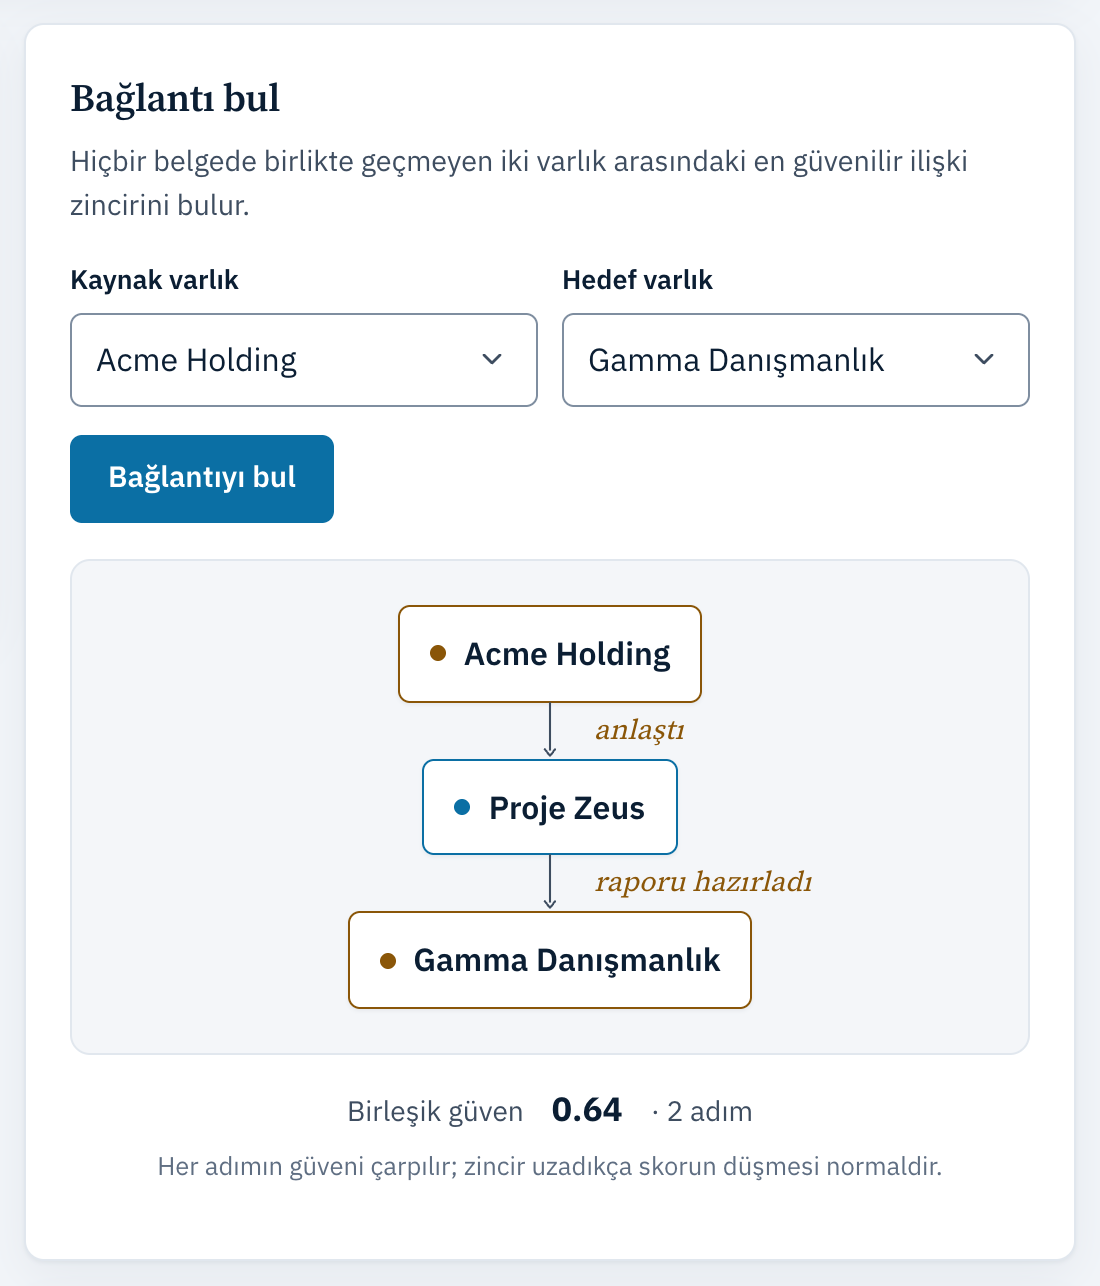 Bağlantı bul
Hiçbir belgede birlikte geçmeyen iki varlık arasındaki en güvenilir ilişki
zincirini bulur.
Kaynak varlık
Hedef varlık
Acme Holding
Gamma Danışmanlık
Bağlantıyı bul
Acme Holding
anlaştı
Proje Zeus
raporu hazırladı
Gamma Danışmanlık
Birleşik güven 0.64 · 2 adım
Her adımın güveni çarpılır; zincir uzadıkça skorun düşmesi normaldir.